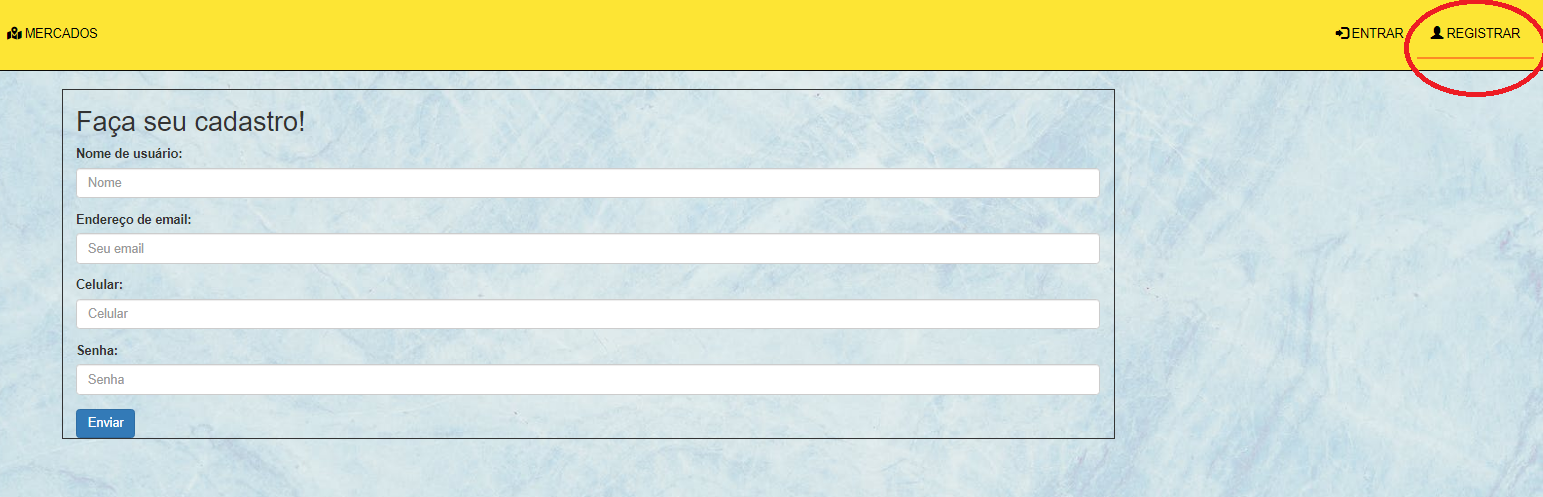 MERCADOS ENTRAR REGISTRAR
Faça seu cadastro!
Nome de usuário:
Nome
Endereço de email:
Seu email
Celular:
Celular
Senha:
Senha
Enviar